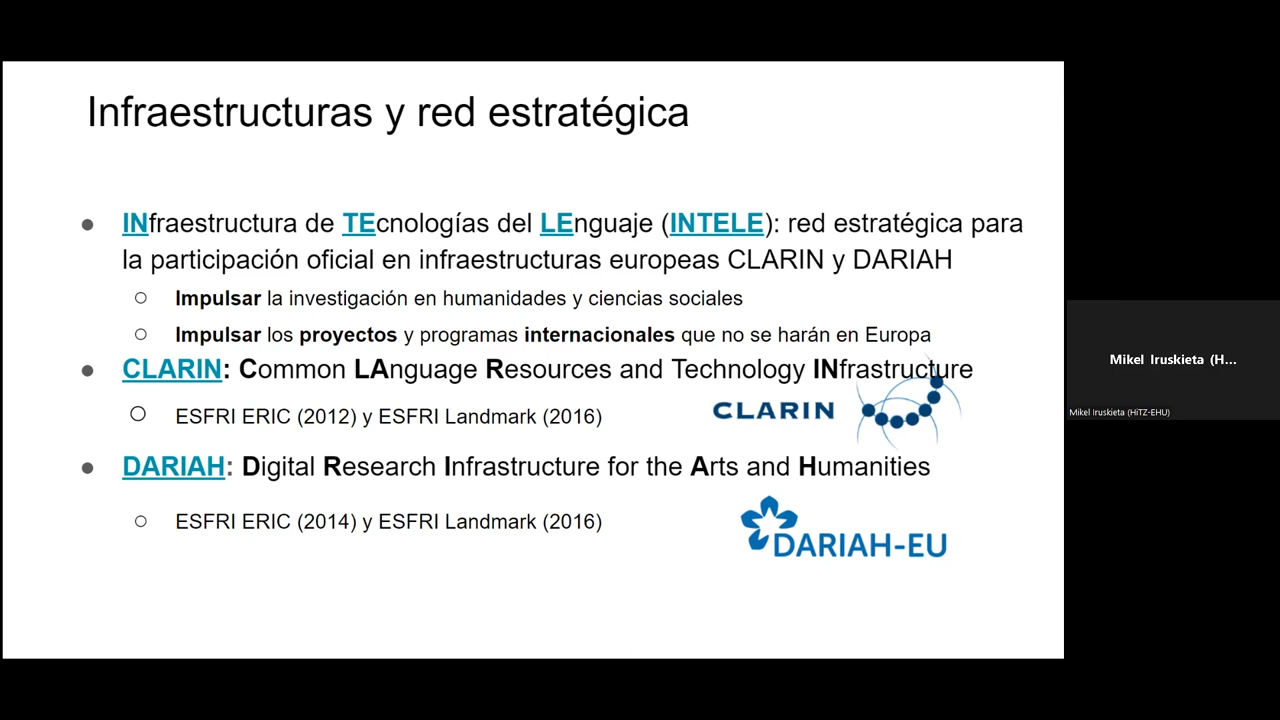 Infraestructuras y red estratégica
● INfraestructura de TEcnologías del LEnguaje (INTELE): red estratégica para
la participación oficial en infraestructuras europeas CLARIN y DARIAH
○ Impulsar la investigación en humanidades y ciencias sociales
○ Impulsar los proyectos y programas internacionales que no se harán en Europa
● CLARIN: Common LAnguage Resources and Technology INfrastructure
○ ESFRI ERIC (2012) y ESFRI Landmark (2016)
CLARIN
● DARIAH: Digital Research Infrastructure for the Arts and Humanities
○ ESFRI ERIC (2014) y ESFRI Landmark (2016)
DARIAH-EU
Mikel Iruskieta (H...
Mikel Iruskieta (HiTZ-EHU)